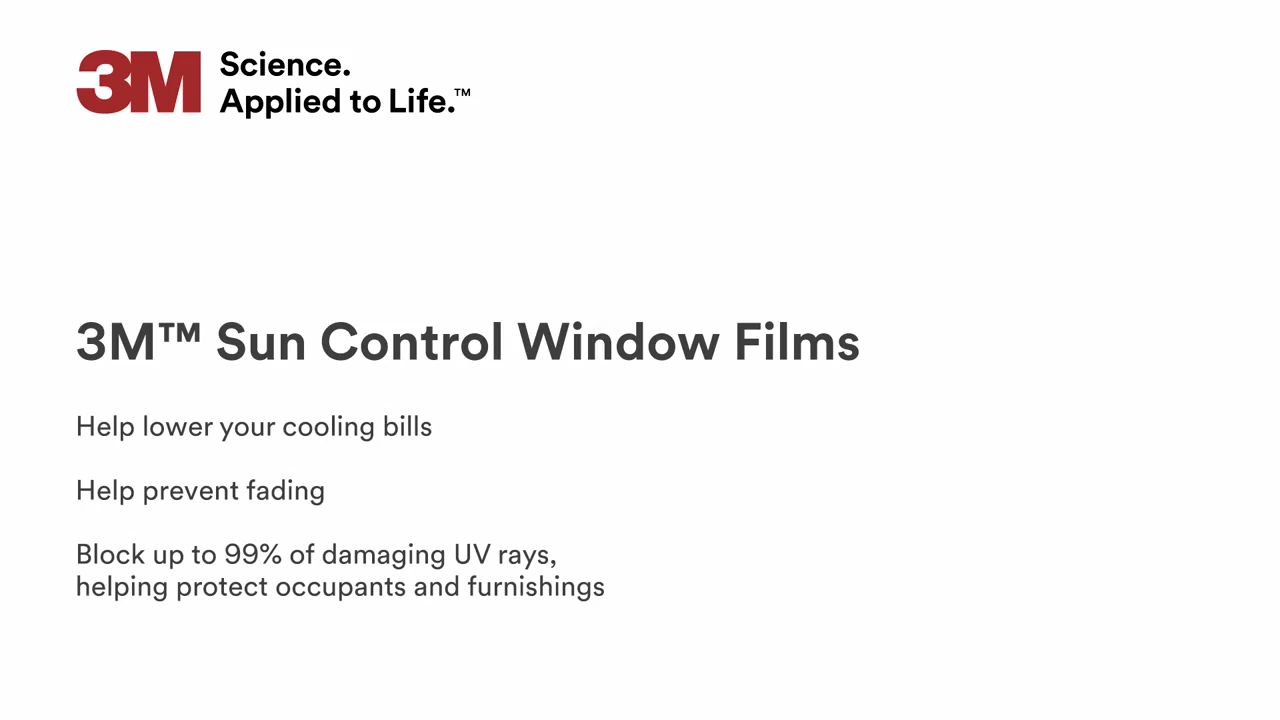 3M Science.
Applied to Life.™
3M™ Sun Control Window Films
Help lower your cooling bills
Help prevent fading
Block up to 99% of damaging UV rays,
helping protect occupants and furnishings